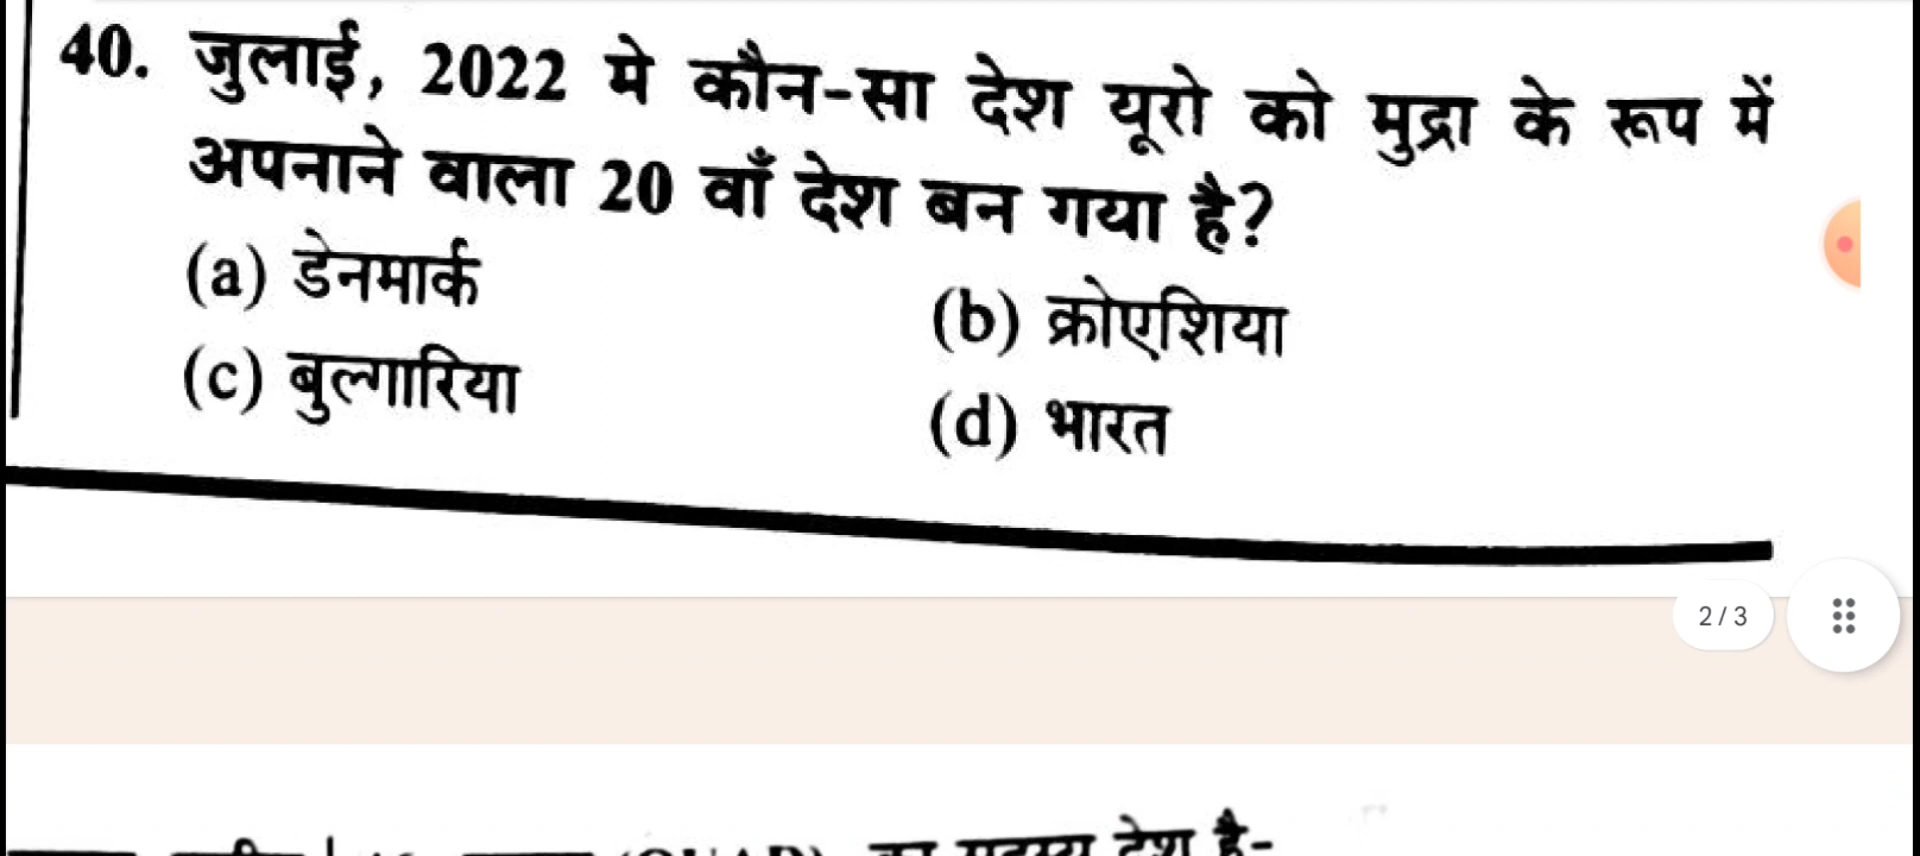 40. जुलाई, 2022 मे कौन-सा देश यूरो को मुद्रा के रूप में
अपनाने वाला 20 वाँ देश बन गया है?
(a) डेनमार्क
(b) क्रोएशिया
(c) बुल्गारिया
(d) भारत
2 / 3
देश है-